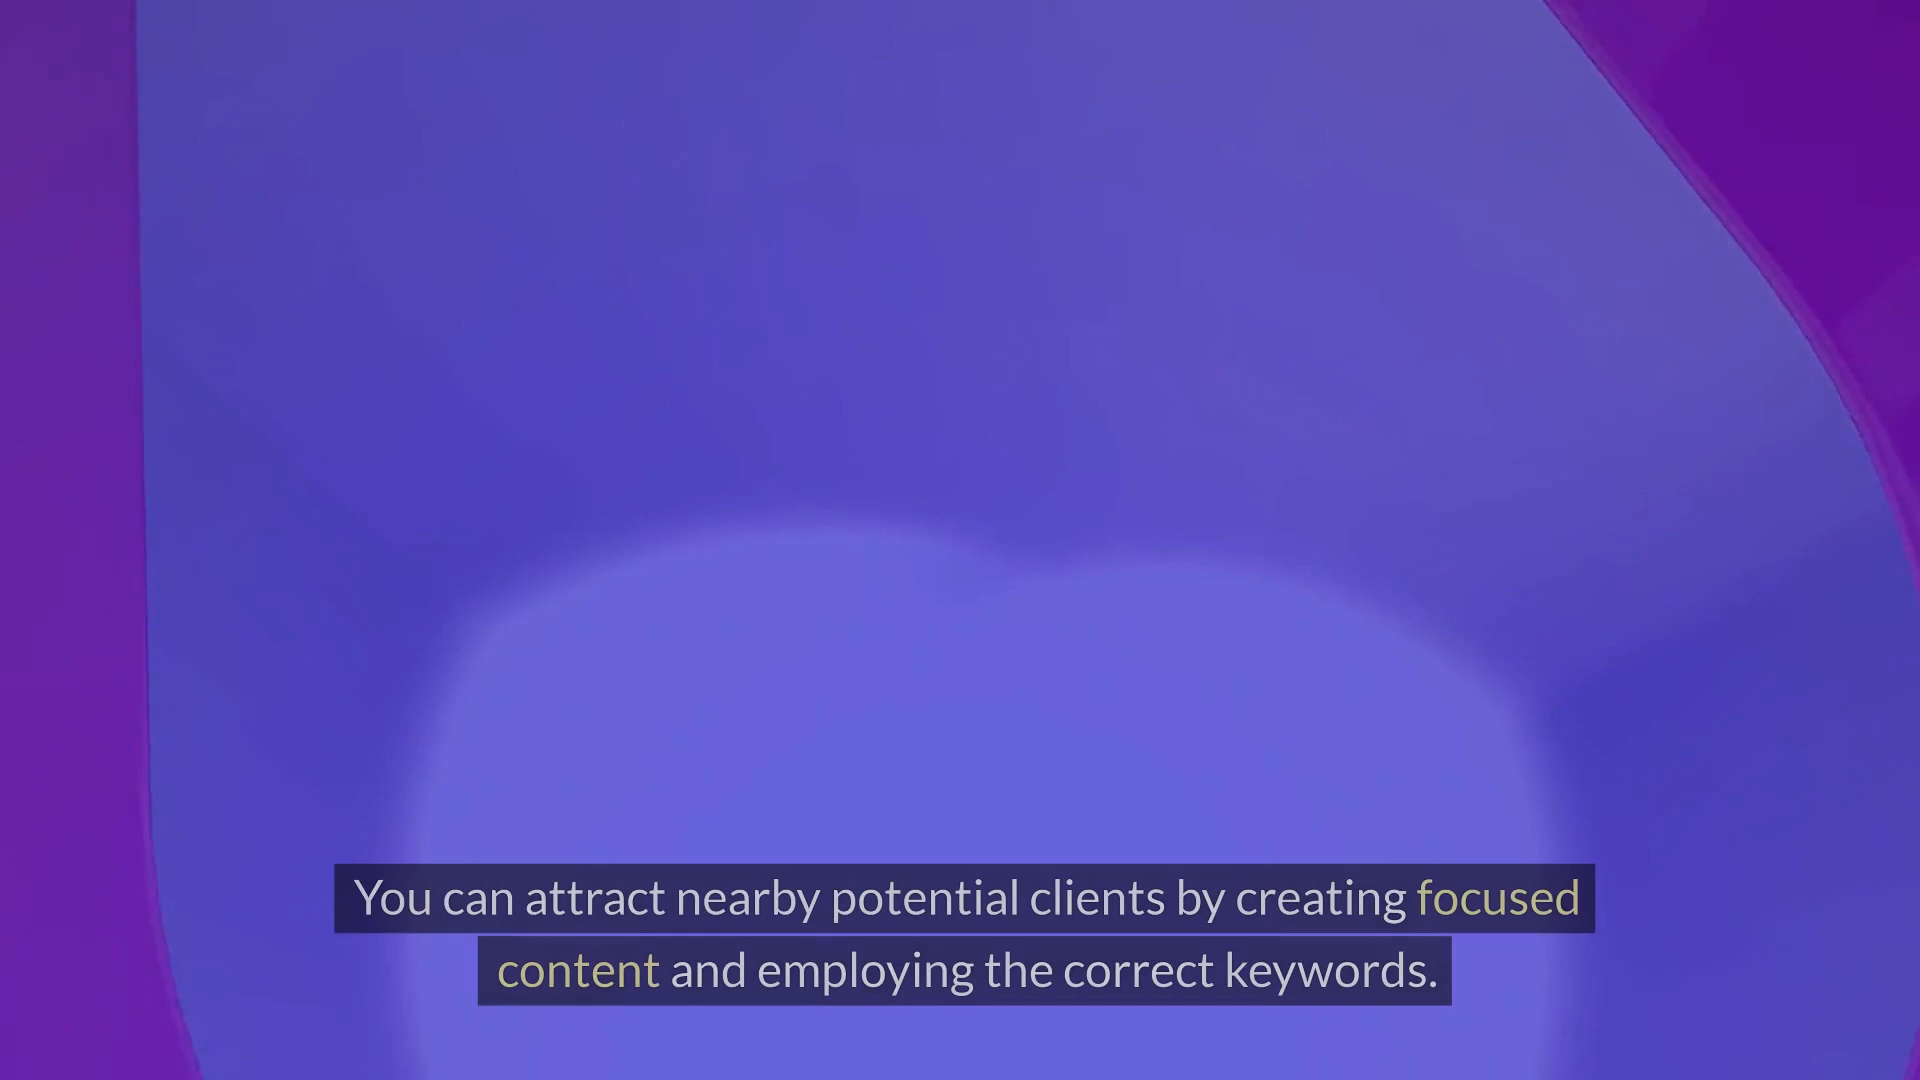 You can attract nearby potential clients by creating focused
content and employing the correct keywords.